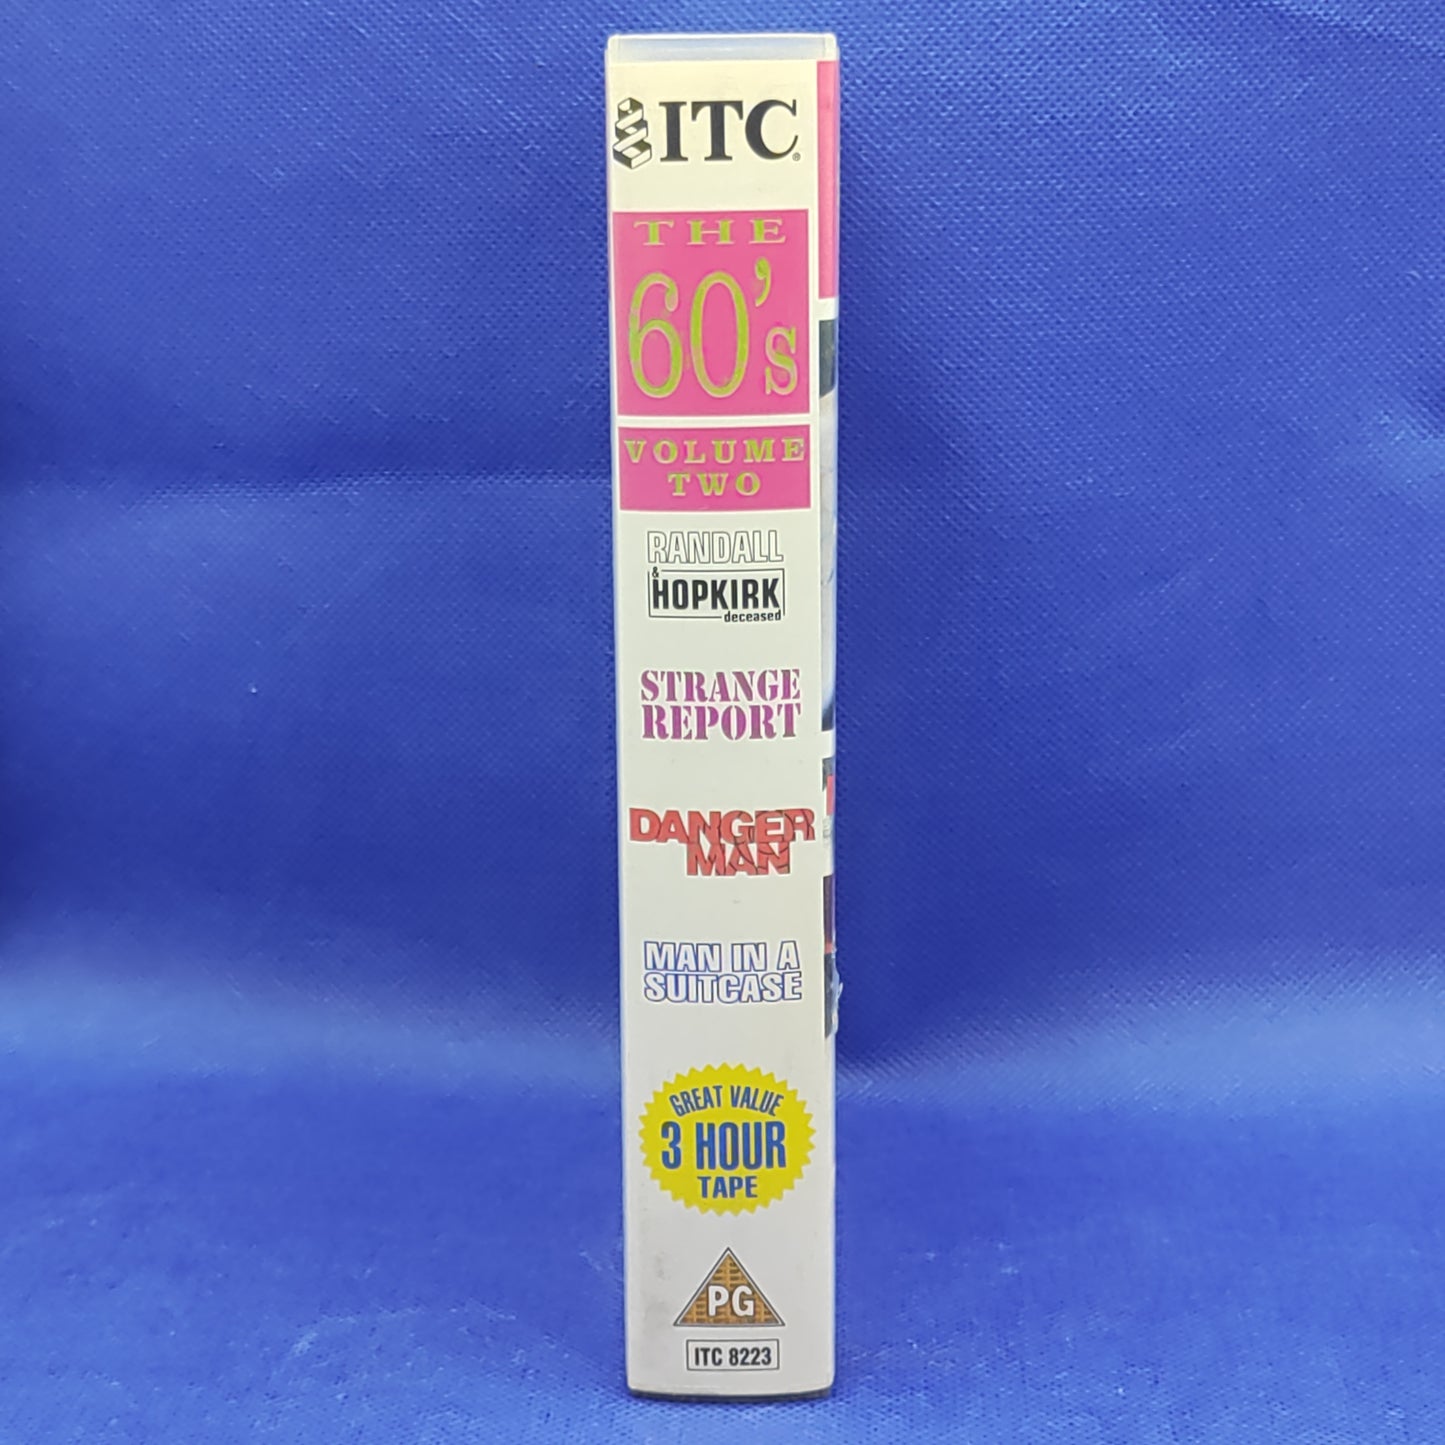 ITC
THE
60's
VOLUME
TWO
RANDALL
&
HOPKIRK
deceased
STRANGE
REPORT
DANGER
MAN
MAN IN A
SUITCASE
GREAT VALUE
3 HOUR
TAPE
PG
ITC 8223